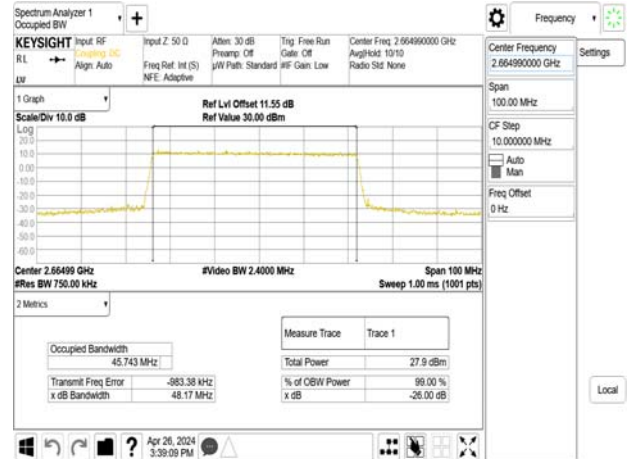 Spectrum Analyzer 1
Occupied BW
Frequency
KEYSIGHT
RL
Input: RF
Coupling: DC
Align: Auto
Input Z: 50 Ω
Freq Ref: Int (S)
NFE: Adaptive
Atten: 30 dB
Preamp: Off
µW Path: Standard
Trig: Free Run
Gate: Off
#IF Gain: Low
Center Freq: 2.664990000 GHz
Avg|Hold: 10/10
Radio Std: None
1 Graph
Scale/Div 10.0 dB
Ref Lvl Offset 11.55 dB
Ref Value 30.00 dBm
Log
20.0
10.0
0.00
-10.0
-20.0
-30.0
-40.0
-50.0
-60.0
Center 2.66499 GHz
#Res BW 750.00 kHz
#Video BW 2.4000 MHz
Span 100 MHz
Sweep 1.00 ms (1001 pts)
2 Metrics
Measure Trace Trace 1
Occupied Bandwidth
45.743 MHz
Total Power 27.9 dBm
Transmit Freq Error -983.38 kHz
% of OBW Power 99.00 %
x dB Bandwidth 48.17 MHz
x dB -26.00 dB
Apr 26, 2024
3:39:09 PM
Center Frequency
2.664990000 GHz
Settings
Span
100.00 MHz
CF Step
10.000000 MHz
Auto
Man
Freq Offset
0 Hz
Local